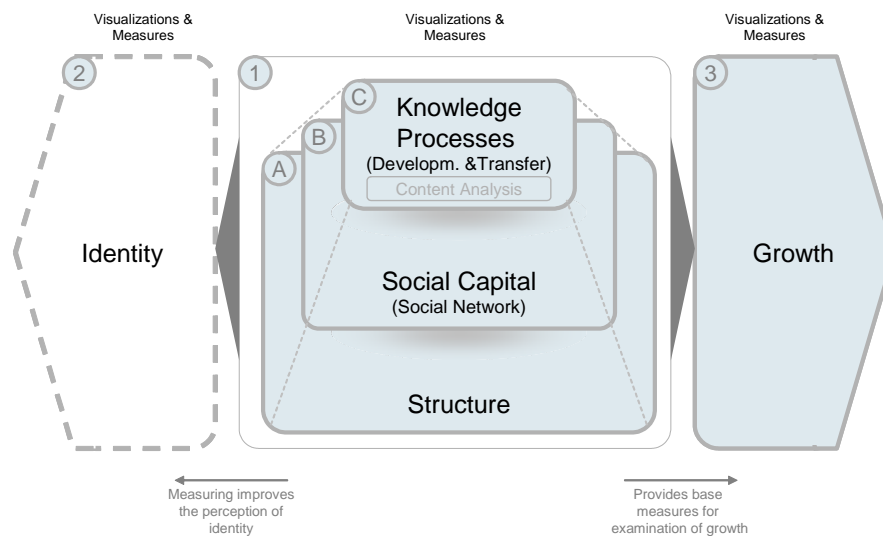 Visualizations &
Measures
Visualizations &
Measures
Visualizations &
Measures
2
1
3
C
Knowledge
Processes
(Developm. &Transfer)
Content Analysis
B
A
Identity
Growth
Social Capital
(Social Network)
Structure
Measuring improves
the perception of
identity
Provides base
measures for
examination of growth